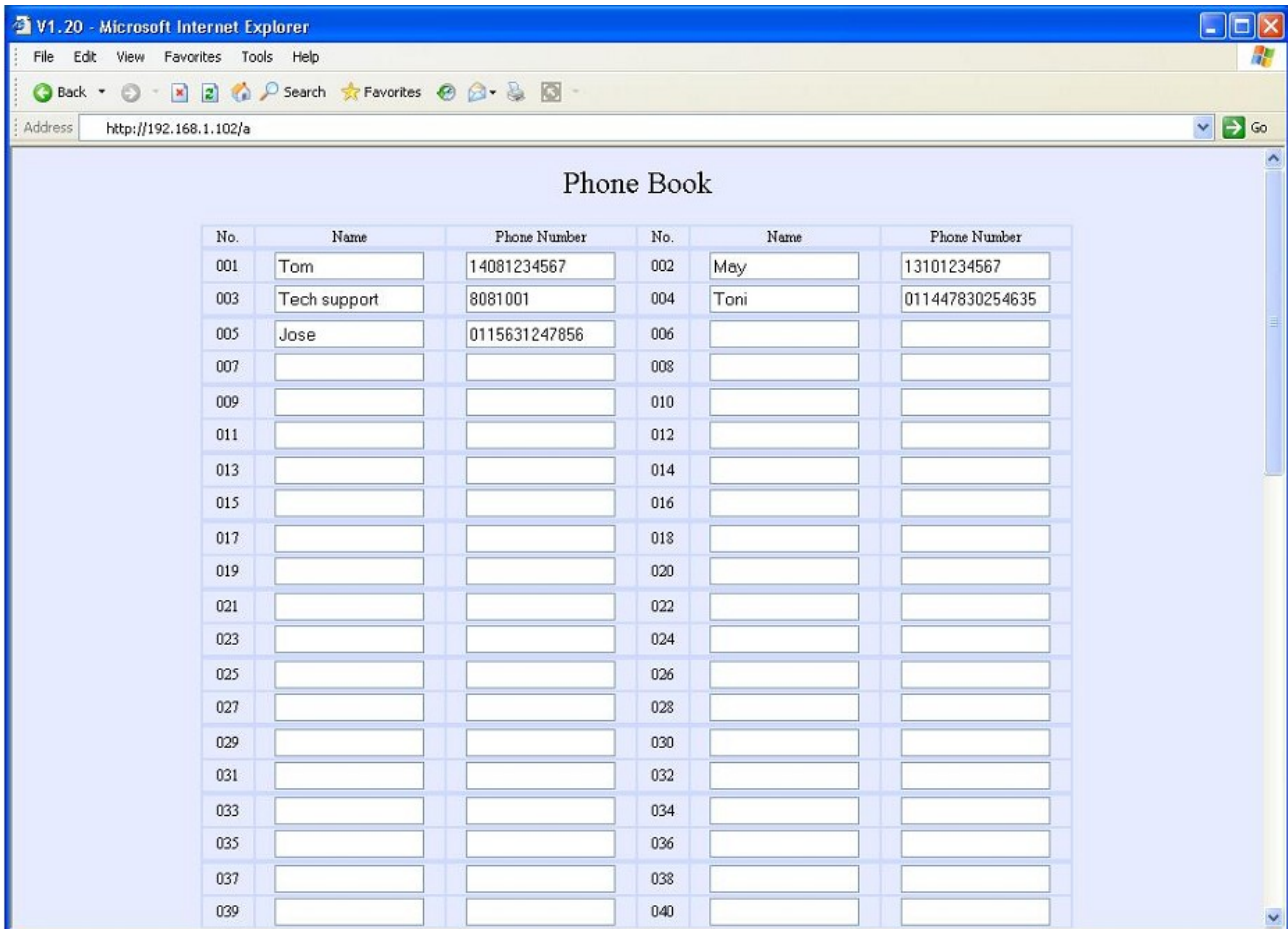 V1.20 - Microsoft Internet Explorer
File Edit View Favorites Tools Help
Back Search Favorites
Address http://192.168.1.102/a Go
Phone Book
No. Name Phone Number No. Name Phone Number
001 Tom 14081234567 002 May 13101234567
003 Tech support 8081001 004 Toni 011447830254635
005 Jose 0115631247856 006
007 008
009 010
011 012
013 014
015 016
017 018
019 020
021 022
023 024
025 026
027 028
029 030
031 032
033 034
035 036
037 038
039 040